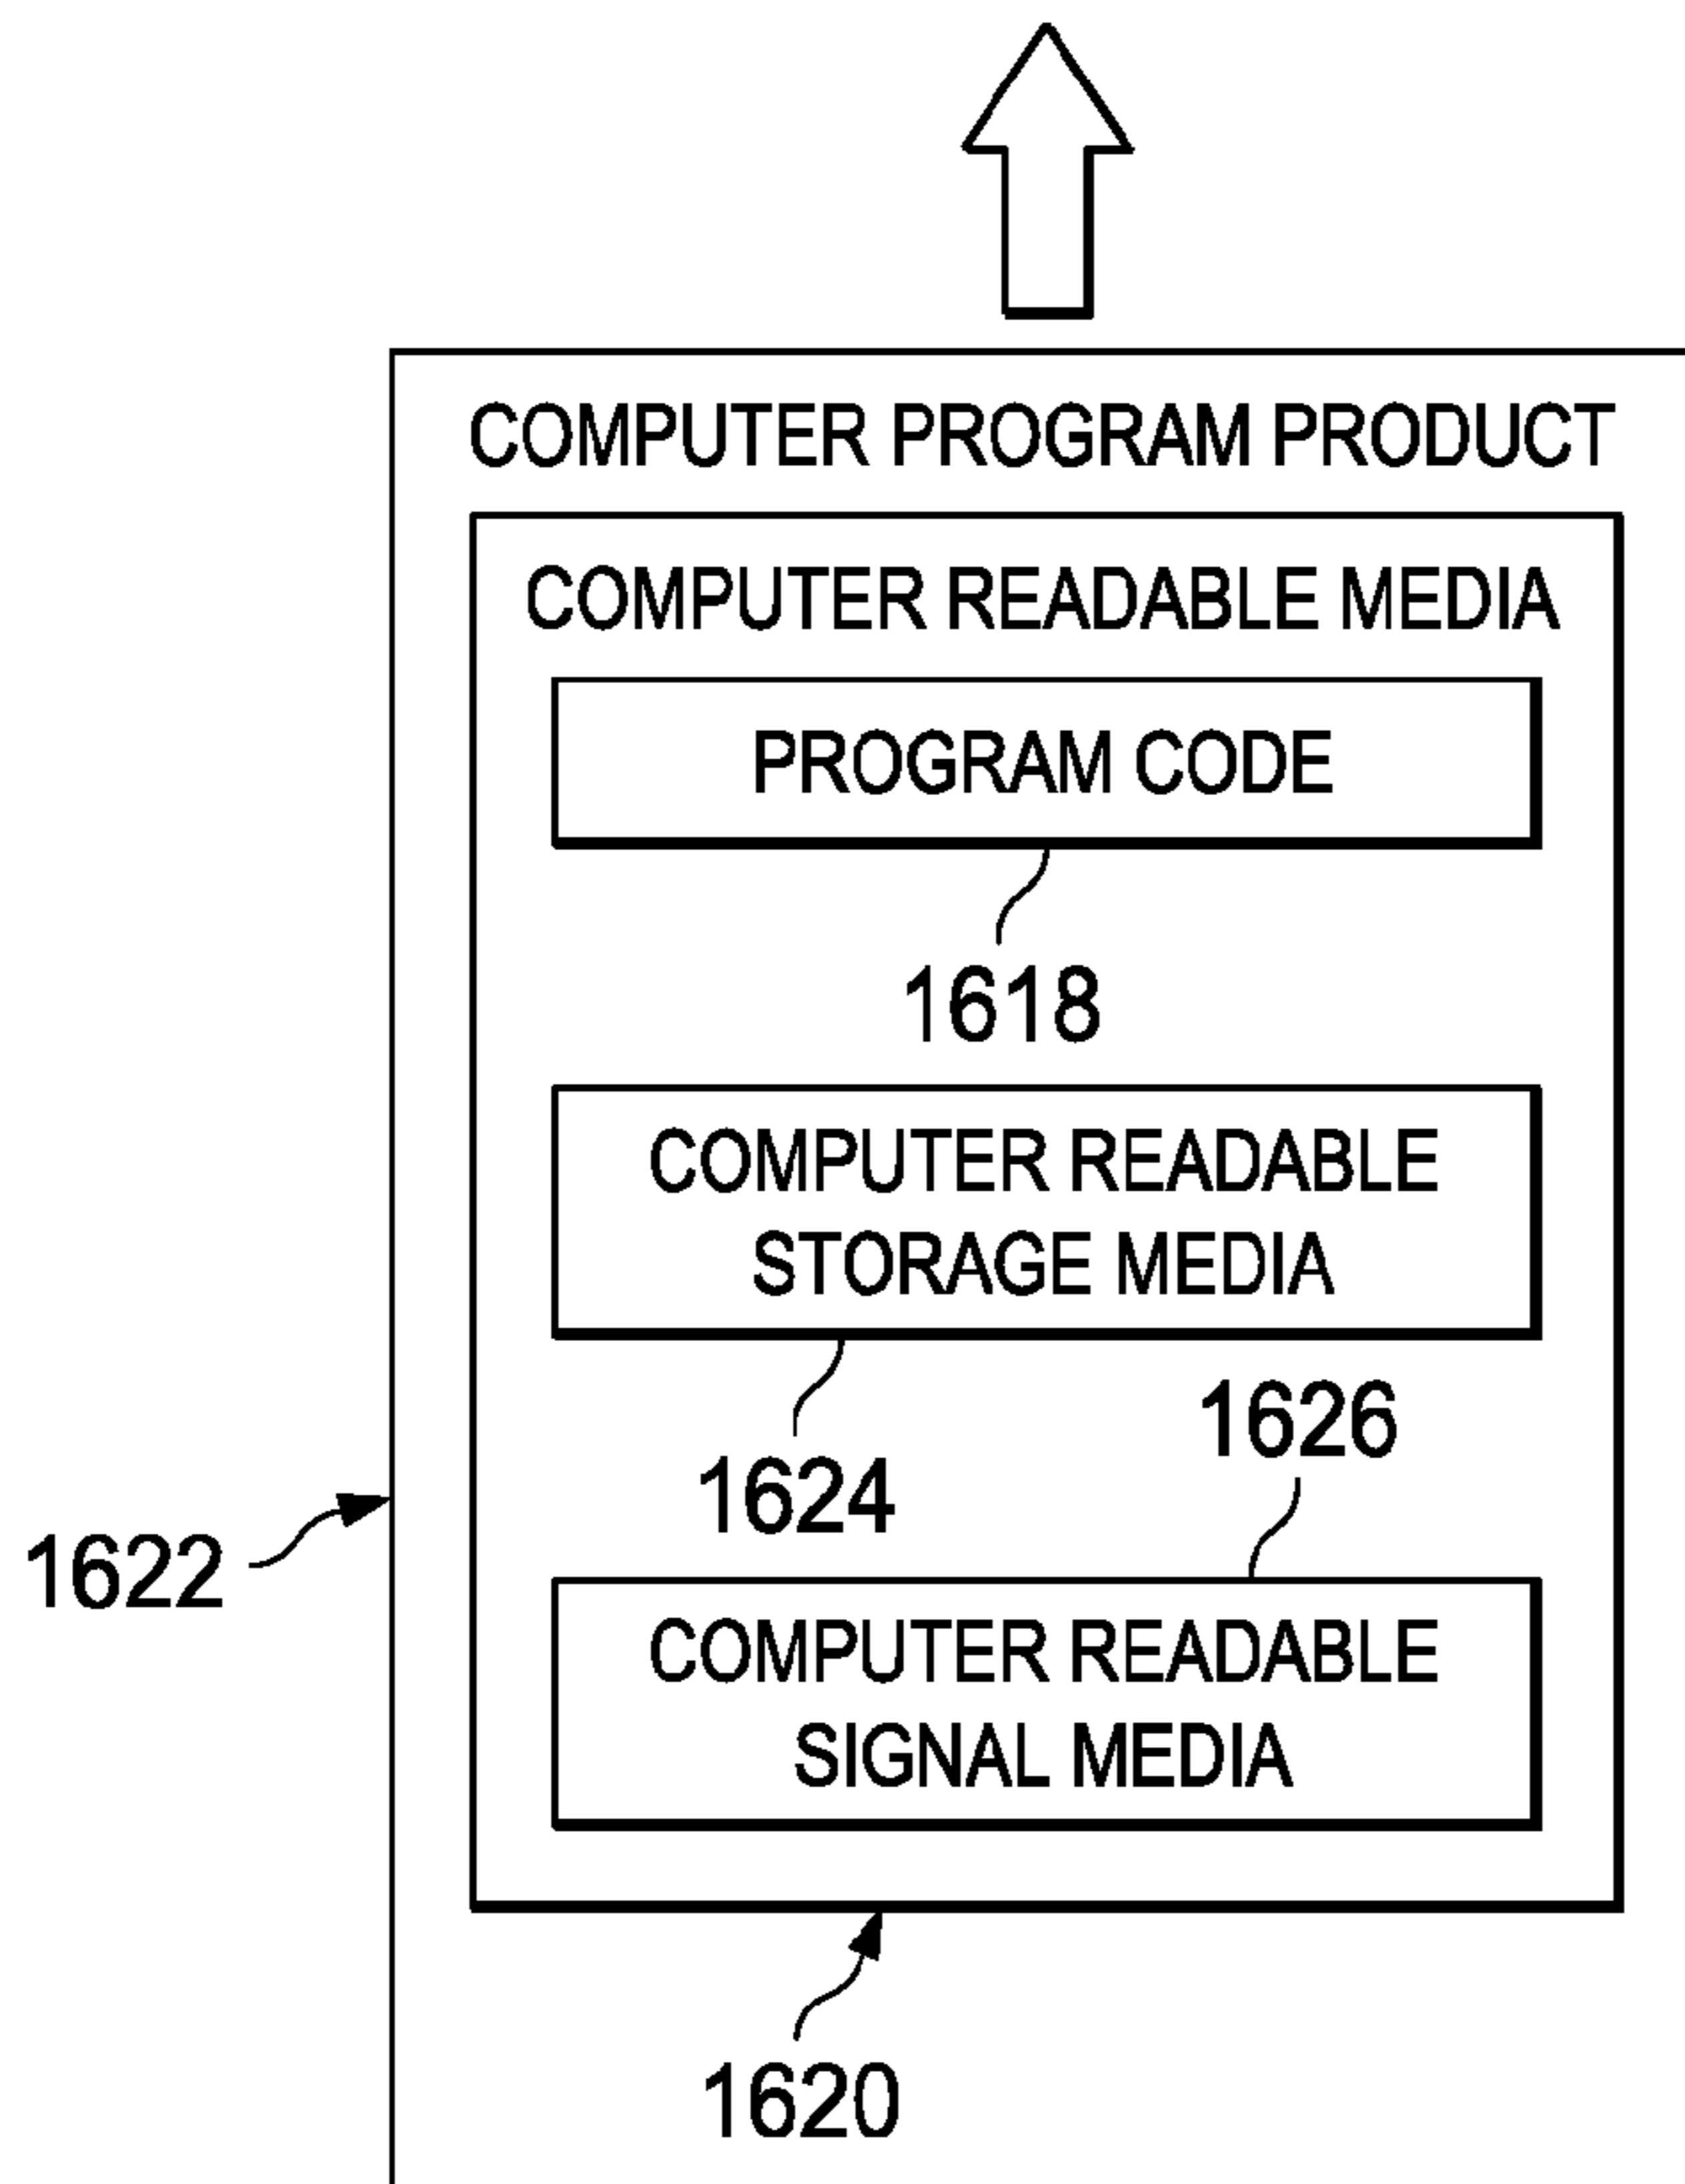 COMPUTER PROGRAM PRODUCT
COMPUTER READABLE MEDIA
PROGRAM CODE
1618
COMPUTER READABLE
STORAGE MEDIA
1626
1624
1622
COMPUTER READABLE
SIGNAL MEDIA
1620